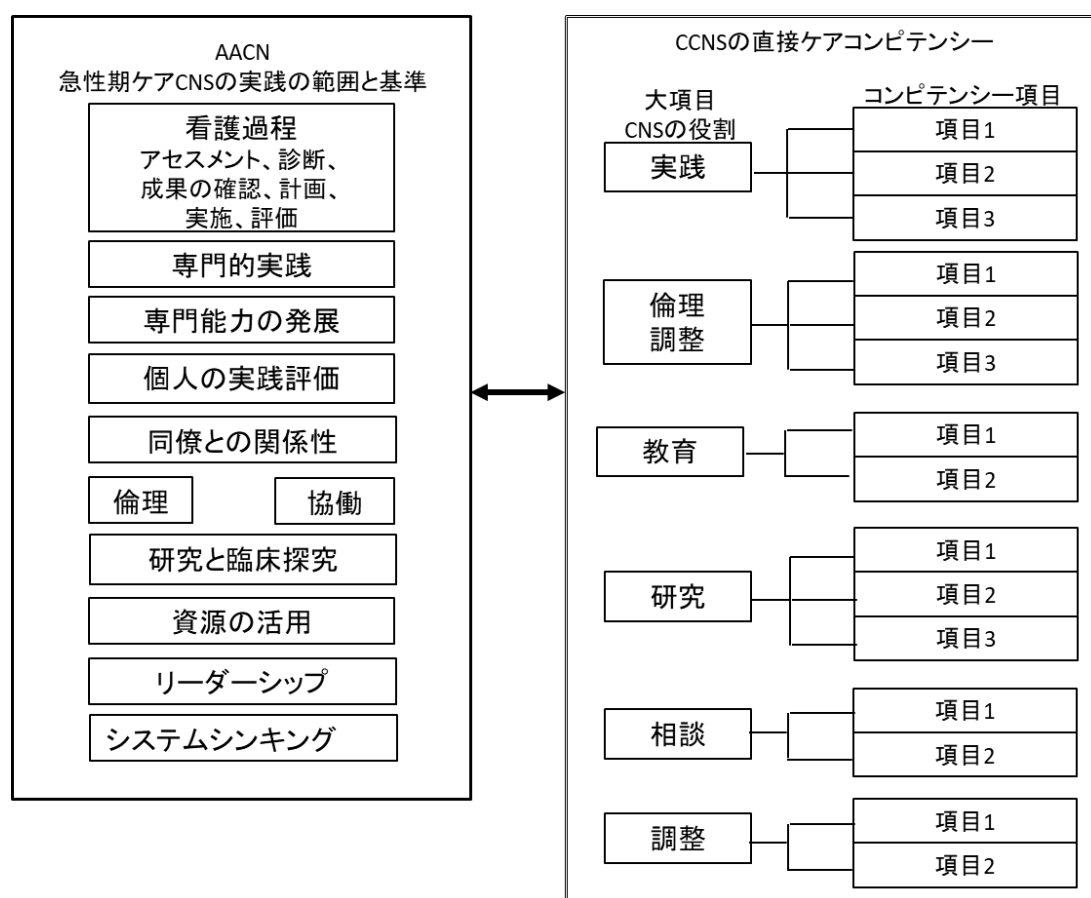 AACN
急性期ケアCNSの実践の範囲と基準
看護過程
アセスメント、診断、
成果の確認、計画、
実施、評価
専門的実践
専門能力の発展
個人の実践評価
同僚との関係性
倫理
協働
研究と臨床探究
資源の活用
リーダーシップ
システムシンキング
CCNSの直接ケアコンピテンシー
大項目
CNSの役割
コンピテンシー項目
実践
項目1
項目2
項目3
倫理
調整
項目1
項目2
項目3
教育
項目1
項目2
研究
項目1
項目2
項目3
相談
項目1
項目2
調整
項目1
項目2